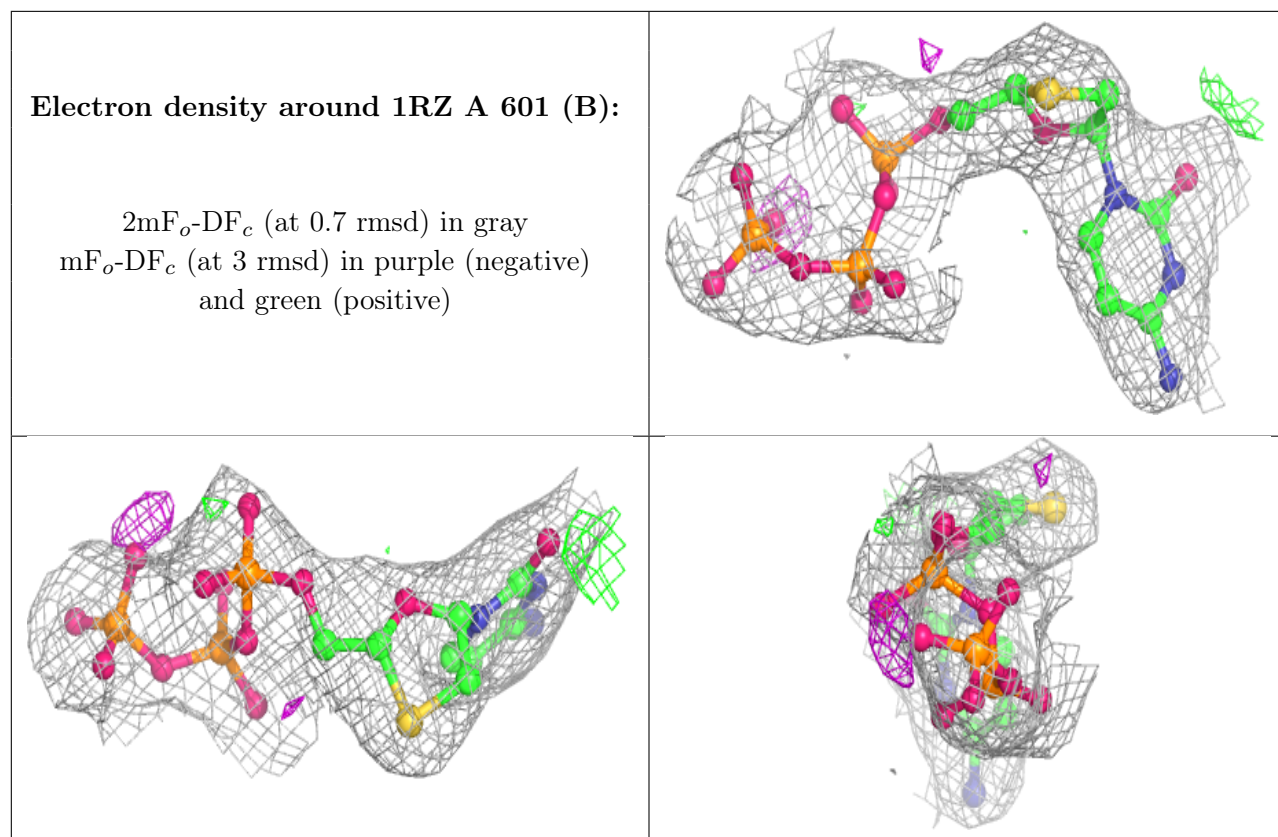 Electron density around 1RZ A 601 (B):
2mFₒ-DF𝒸 (at 0.7 rmsd) in gray
mFₒ-DF𝒸 (at 3 rmsd) in purple (negative)
and green (positive)